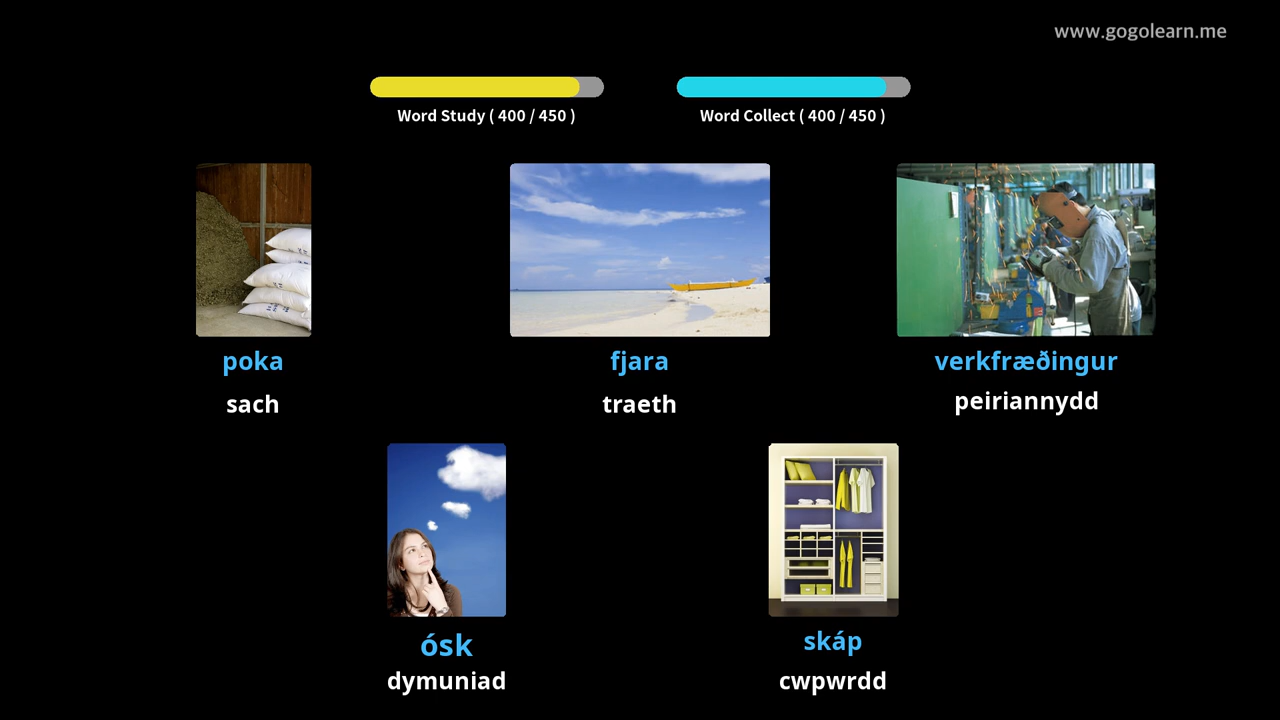 www.gogolearn.me
Word Study ( 400 / 450 )
Word Collect ( 400 / 450 )
poka
sach
fjara
traeth
verkfræðingur
peiriannydd
ósk
dymuniad
skáp
cwpwrdd